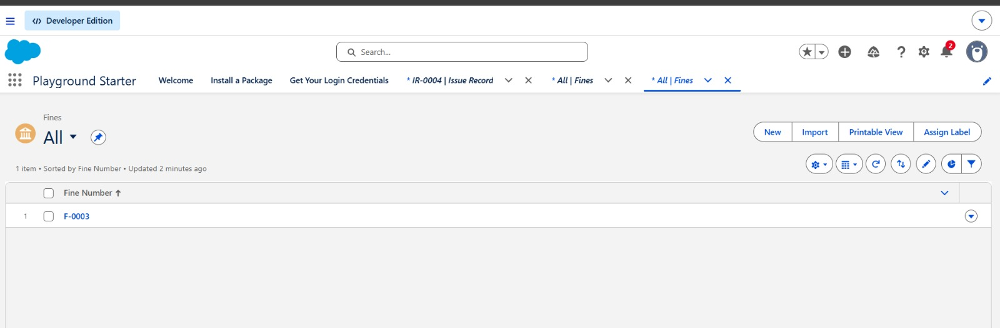 Developer Edition
Search...
2
Playground Starter
Welcome
Install a Package
Get Your Login Credentials
* IR-0004 | Issue Record
* All | Fines
* All | Fines
Fines
All
New
Import
Printable View
Assign Label
1 item • Sorted by Fine Number • Updated 2 minutes ago
Fine Number
1
F-0003